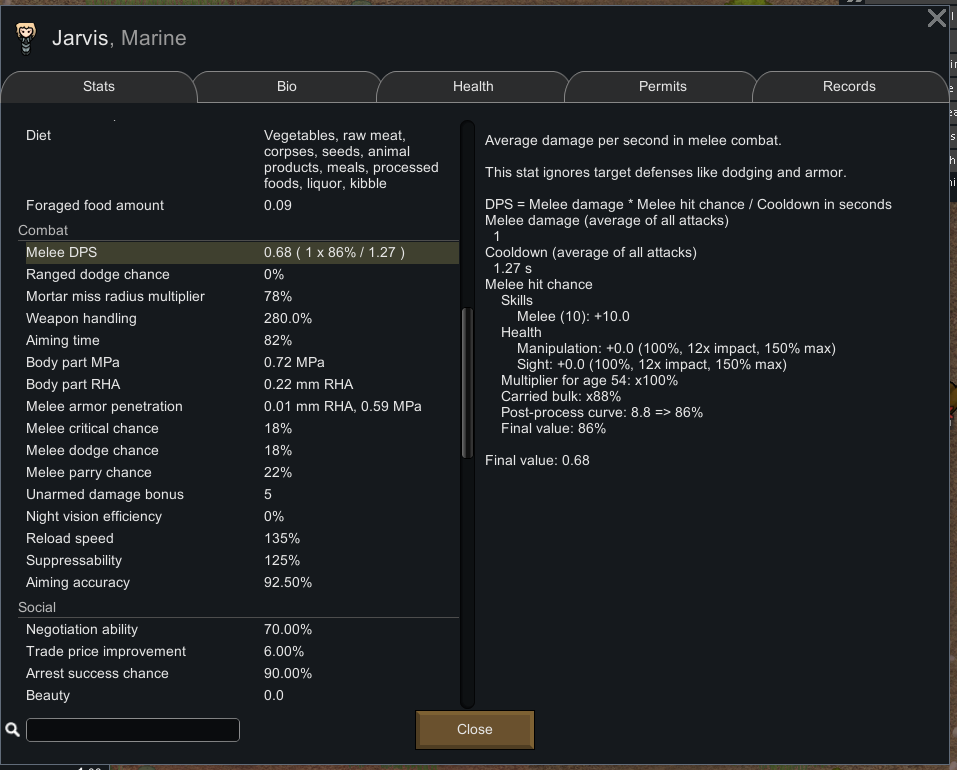 Jarvis, Marine
Stats
Bio
Health
Permits
Records
Diet
Vegetables, raw meat,
corpses, seeds, animal
products, meals, processed
foods, liquor, kibble
Foraged food amount 0.09
Combat
Melee DPS 0.68 ( 1 x 86% / 1.27 )
Ranged dodge chance 0%
Mortar miss radius multiplier 78%
Weapon handling 280.0%
Aiming time 82%
Body part MPa 0.72 MPa
Body part RHA 0.22 mm RHA
Melee armor penetration 0.01 mm RHA, 0.59 MPa
Melee critical chance 18%
Melee dodge chance 18%
Melee parry chance 22%
Unarmed damage bonus 5
Night vision efficiency 0%
Reload speed 135%
Suppressability 125%
Aiming accuracy 92.50%
Social
Negotiation ability 70.00%
Trade price improvement 6.00%
Arrest success chance 90.00%
Beauty 0.0
Average damage per second in melee combat.
This stat ignores target defenses like dodging and armor.
DPS = Melee damage * Melee hit chance / Cooldown in seconds
Melee damage (average of all attacks)
1
Cooldown (average of all attacks)
1.27 s
Melee hit chance
Skills
Melee (10): +10.0
Health
Manipulation: +0.0 (100%, 12x impact, 150% max)
Sight: +0.0 (100%, 12x impact, 150% max)
Multiplier for age 54: x100%
Carried bulk: x88%
Post-process curve: 8.8 => 86%
Final value: 86%
Final value: 0.68
Close